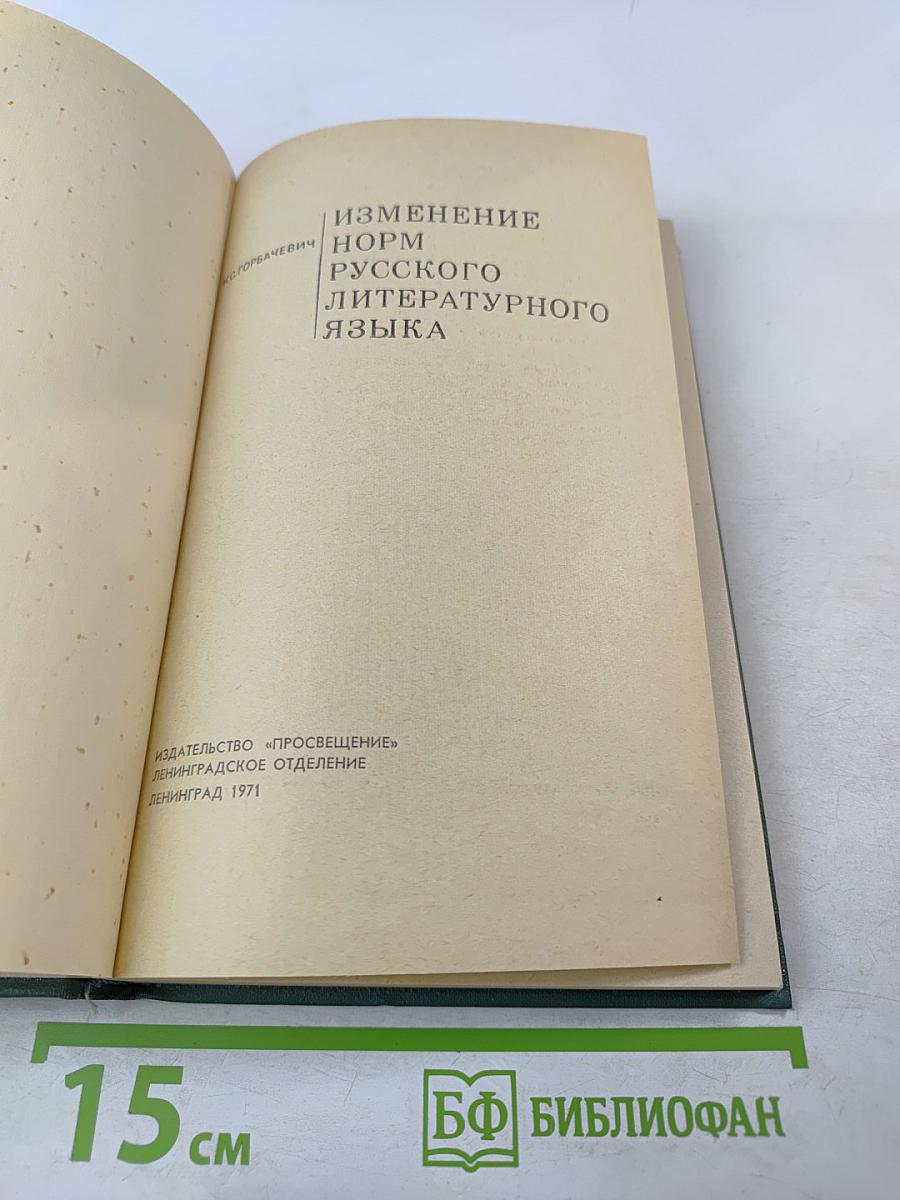 К.С.ГОРБАЧЕВИЧ
ИЗМЕНЕНИЕ
НОРМ
РУССКОГО
ЛИТЕРАТУРНОГО
ЯЗЫКА
ИЗДАТЕЛЬСТВО «ПРОСВЕЩЕНИЕ»
ЛЕНИНГРАДСКОЕ ОТДЕЛЕНИЕ
ЛЕНИНГРАД 1971
15 см
БФ БИБЛИОФАН